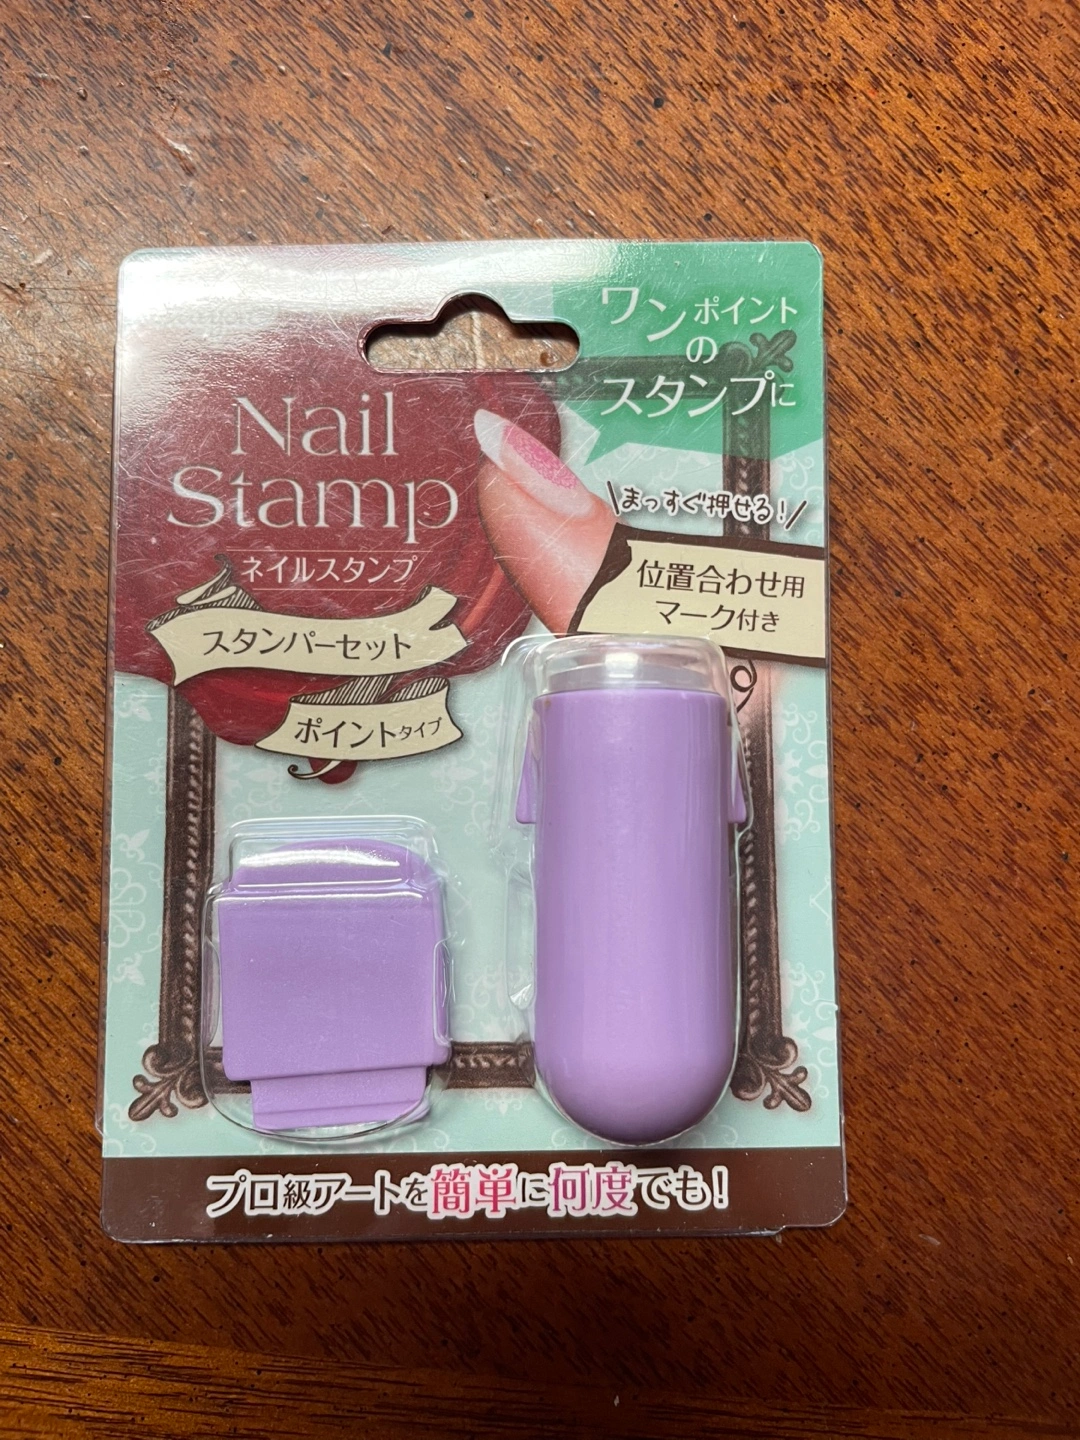 ワンポイント
の
スタンプに
Nail
Stamp
ネイルスタンプ
スタンパーセット
ポイントタイプ
\まっすぐ押せる!/
位置合わせ用
マーク付き
プロ級アートを簡単に何度でも!